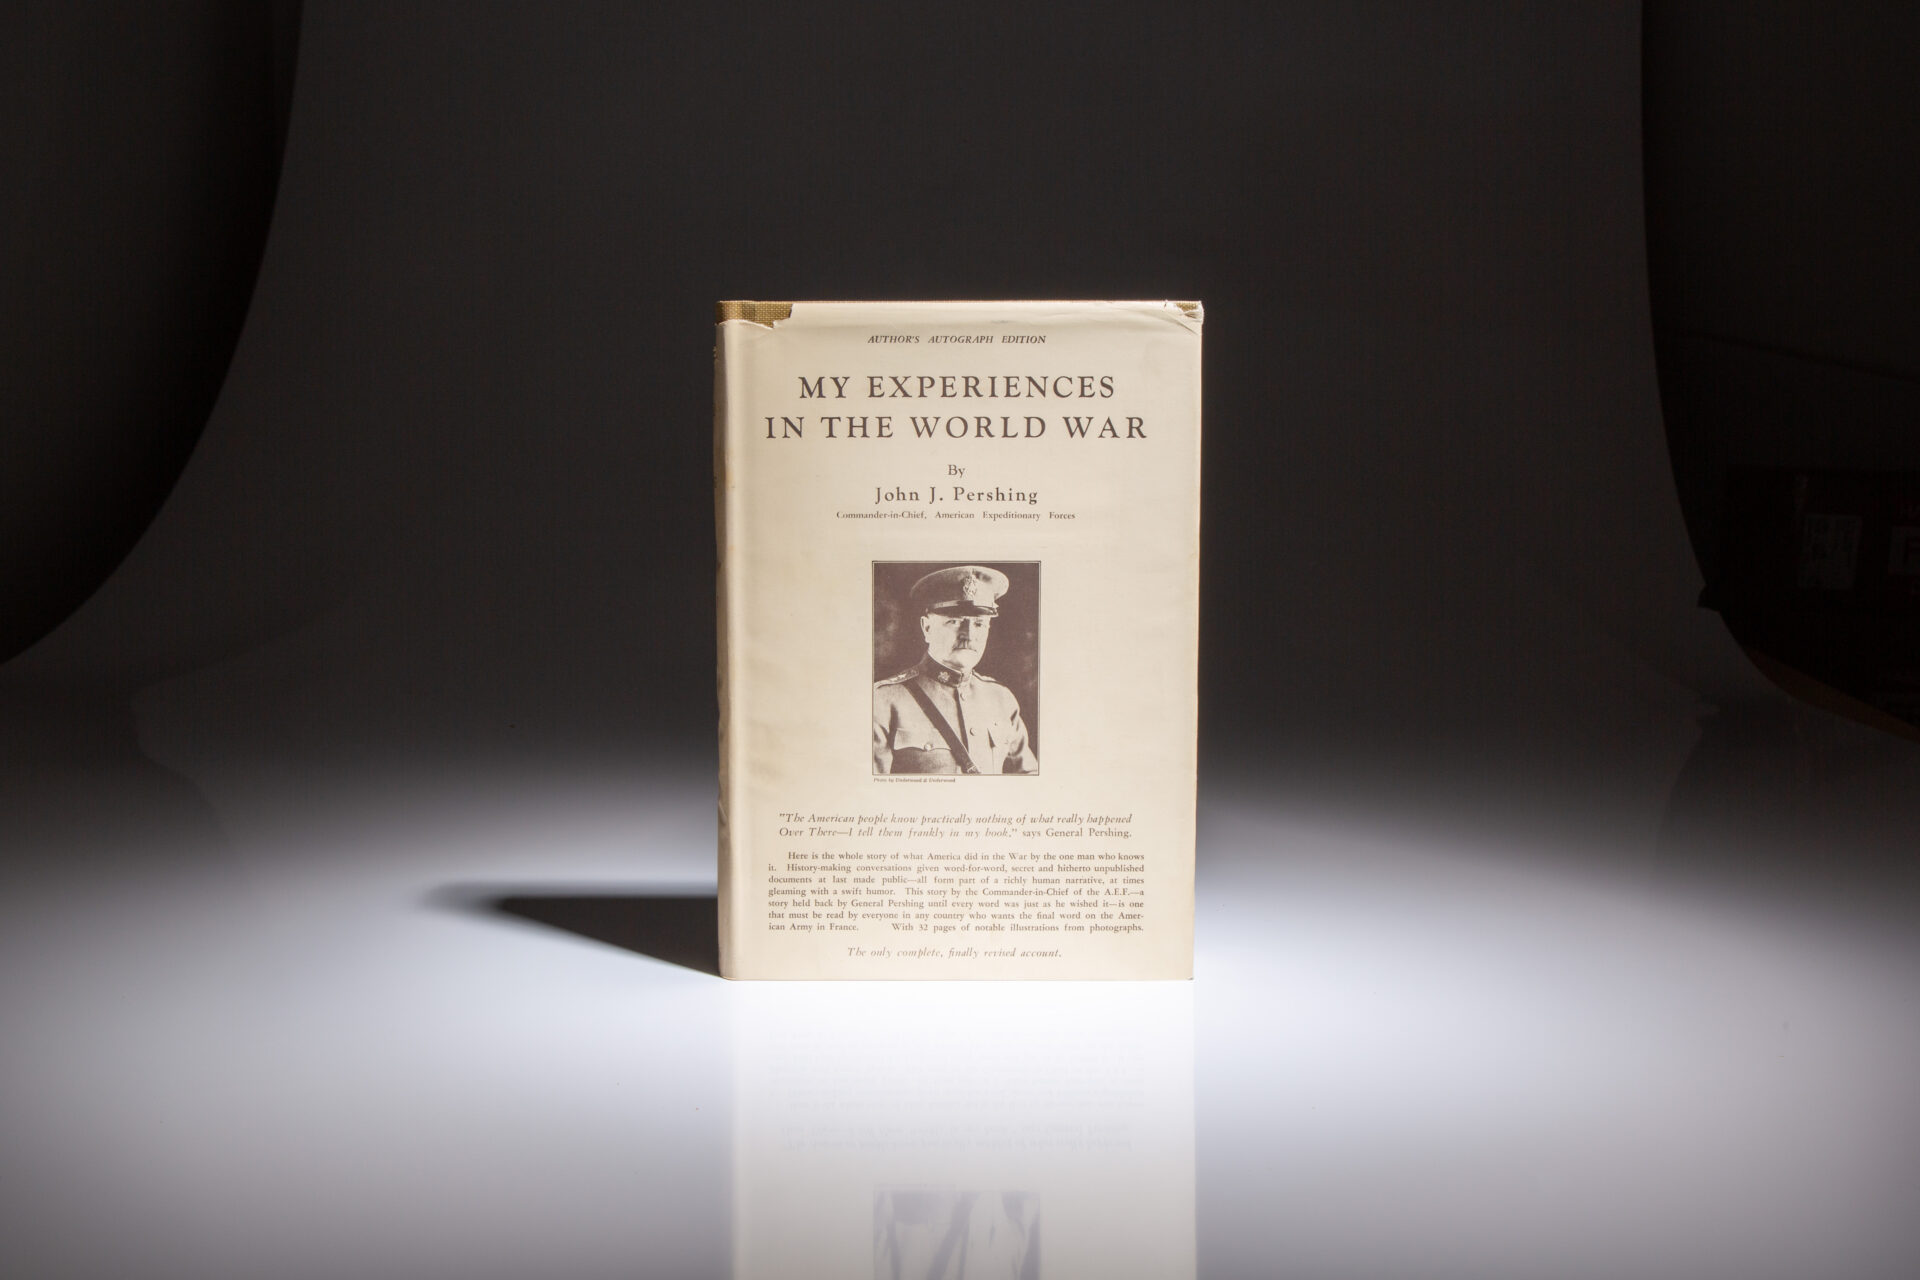 AUTHOR'S AUTOGRAPH EDITION
MY EXPERIENCES
IN THE WORLD WAR
By
John J. Pershing
Commander-in-Chief, American Expeditionary Forces
Photo by Underwood & Underwood
"The American people know practically nothing of what really happened
Over There—I tell them frankly in my book," says General Pershing.
Here is the whole story of what America did in the War by the one man who knows
it. History-making conversations given word-for-word, secret and hitherto unpublished
documents at last made public—all form part of a richly human narrative, at times
gleaming with a swift humor. This story by the Commander-in-Chief of the A.E.F.—a
story held back by General Pershing until every word was just as he wished it—is one
that must be read by everyone in any country who wants the final word on the Amer-
ican Army in France. With 32 pages of notable illustrations from photographs.
The only complete, finally revised account.